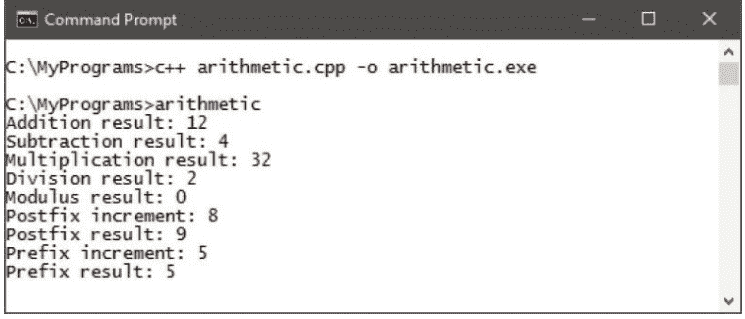 Command Prompt
C:\MyPrograms>c++ arithmetic.cpp -o arithmetic.exe
C:\MyPrograms>arithmetic
Addition result: 12
Subtraction result: 4
Multiplication result: 32
Division result: 2
Modulus result: 0
Postfix increment: 8
Postfix result: 9
Prefix increment: 5
Prefix result: 5